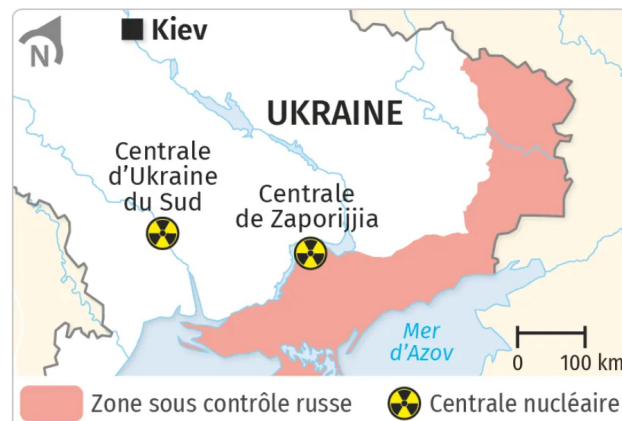 N
Kiev
UKRAINE
Centrale
d'Ukraine
du Sud
Centrale
de Zaporijjia
Mer
d'Azov
0 100 km
Zone sous contrôle russe
Centrale nucléaire